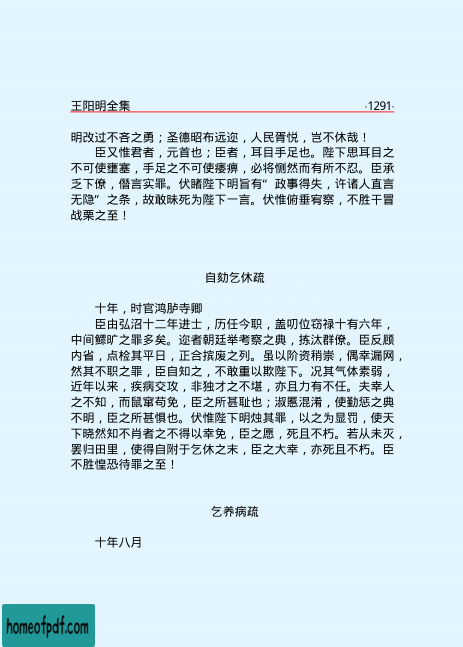 王阳明全集 ·1291·
明改过不吝之勇；圣德昭布远迩，人民胥悦，岂不休哉！
臣又惟君者，元首也；臣者，耳目手足也。陛下思耳目之
不可使壅塞，手足之不可使痿痹，必将恻然而有所不忍。臣承
乏下僚，僭言实罪。伏睹陛下明旨有“政事得失，许诸人直言
无隐”之条，故敢昧死为陛下一言。伏惟俯垂宥察，不胜干冒
战栗之至！
自劾乞休疏
十年，时官鸿胪寺卿
臣由弘治十二年进士，历任今职，盖叨位窃禄十有六年，
中间鳏旷之罪多矣。迩者朝廷举考察之典，拣汰群僚。臣反顾
内省，点检其平日，正合摈废之列。虽以阶资稍崇，偶幸漏网，
然其不职之罪，臣自知之，不敢重以欺陛下。况其气体素弱，
近年以来，疾病交攻，非独才之不堪，亦且力有不任。夫幸人
之不知，而鼠窜苟免，臣之所甚耻也；淑慝混淆，使勤惩之典
不明，臣之所甚惧也。伏惟陛下明烛其罪，以之为显罚，使天
下晓然知不肖者之不得以幸免，臣之愿，死且不朽。若从未灭，
罢归田里，使得自附于乞休之末，臣之大幸，亦死且不朽。臣
不胜惶恐待罪之至！
乞养病疏
十年八月
homeofpdf.com